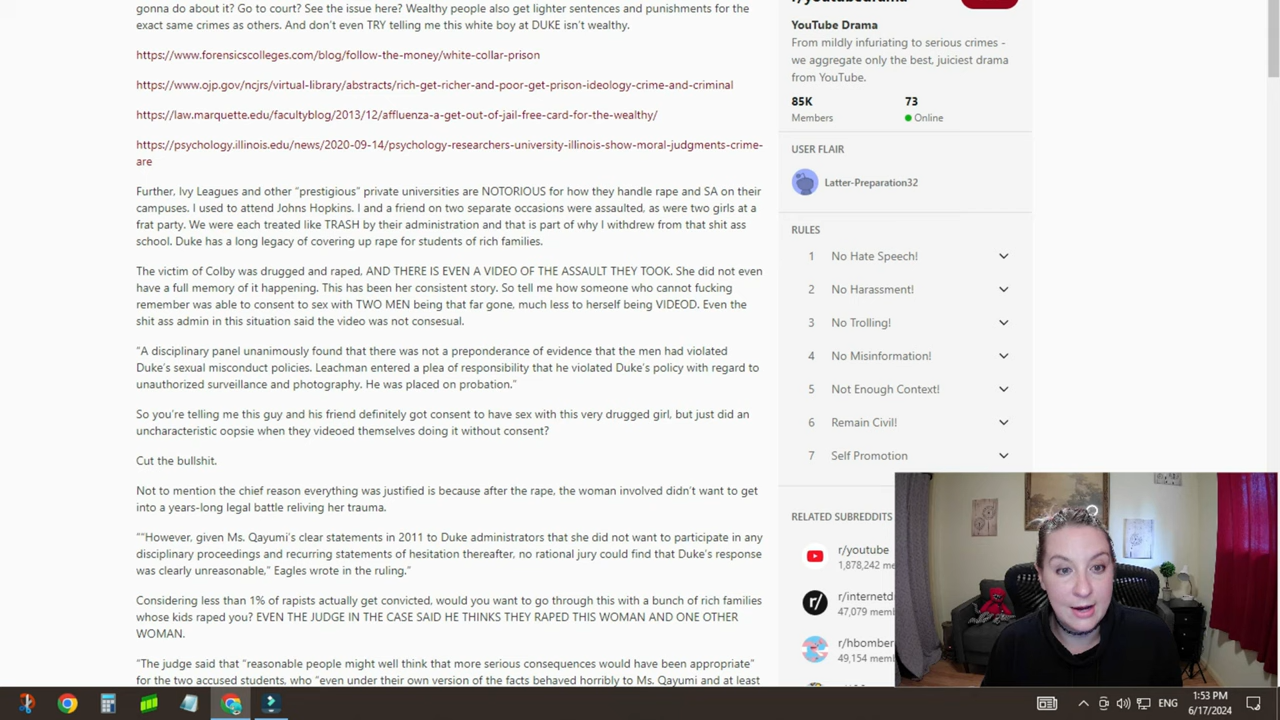 gonna do about it? Go to court? See the issue here? Wealthy people also get lighter sentences and punishments for the
exact same crimes as others. And don't even TRY telling me this white boy at DUKE isn't wealthy.
https://www.forensicscolleges.com/blog/follow-the-money/white-collar-prison
https://www.ojp.gov/ncjrs/virtual-library/abstracts/rich-get-richer-and-poor-get-prison-ideology-crime-and-criminal
https://law.marquette.edu/facultyblog/2013/12/affluenza-a-get-out-of-jail-free-card-for-the-wealthy/
https://psychology.illinois.edu/news/2020-09-14/psychology-researchers-university-illinois-show-moral-judgments-crime-
are
Further, Ivy Leagues and other “prestigious” private universities are NOTORIOUS for how they handle rape and SA on their
campuses. I used to attend Johns Hopkins. I and a friend on two separate occasions were assaulted, as were two girls at a
frat party. We were each treated like TRASH by their administration and that is part of why I withdrew from that shit ass
school. Duke has a long legacy of covering up rape for students of rich families.
The victim of Colby was drugged and raped, AND THERE IS EVEN A VIDEO OF THE ASSAULT THEY TOOK. She did not even
have a full memory of it happening. This has been her consistent story. So tell me how someone who cannot fucking
remember was able to consent to sex with TWO MEN being that far gone, much less to herself being VIDEOD. Even the
shit ass admin in this situation said the video was not consesual.
“A disciplinary panel unanimously found that there was not a preponderance of evidence that the men had violated
Duke's sexual misconduct policies. Leachman entered a plea of responsibility that he violated Duke's policy with regard to
unauthorized surveillance and photography. He was placed on probation.”
So you're telling me this guy and his friend definitely got consent to have sex with this very drugged girl, but just did an
uncharacteristic oopsie when they videoed themselves doing it without consent?
Cut the bullshit.
Not to mention the chief reason everything was justified is because after the rape, the woman involved didn't want to get
into a years-long legal battle reliving her trauma.
““However, given Ms. Qayumi's clear statements in 2011 to Duke administrators that she did not want to participate in any
disciplinary proceedings and recurring statements of hesitation thereafter, no rational jury could find that Duke's response
was clearly unreasonable,” Eagles wrote in the ruling.”
Considering less than 1% of rapists actually get convicted, would you want to go through this with a bunch of rich families
whose kids raped you? EVEN THE JUDGE IN THE CASE SAID HE THINKS THEY RAPED THIS WOMAN AND ONE OTHER
WOMAN.
“The judge said that “reasonable people might well think that more serious consequences would have been appropriate”
for the two accused students, who “even under their own version of the facts behaved horribly to Ms. Qayumi and at least
YouTube Drama
From mildly infuriating to serious crimes -
we aggregate only the best, juiciest drama
from YouTube.
85K 73
Members Online
USER FLAIR
Latter-Preparation32
RULES
1 No Hate Speech!
2 No Harassment!
3 No Trolling!
4 No Misinformation!
5 Not Enough Context!
6 Remain Civil!
7 Self Promotion
RELATED SUBREDDITS
r/youtube
1,878,242 me
r/internetd
47,079 memb
r/hbomber
49,154 mem
ENG
1:53 PM
6/17/2024